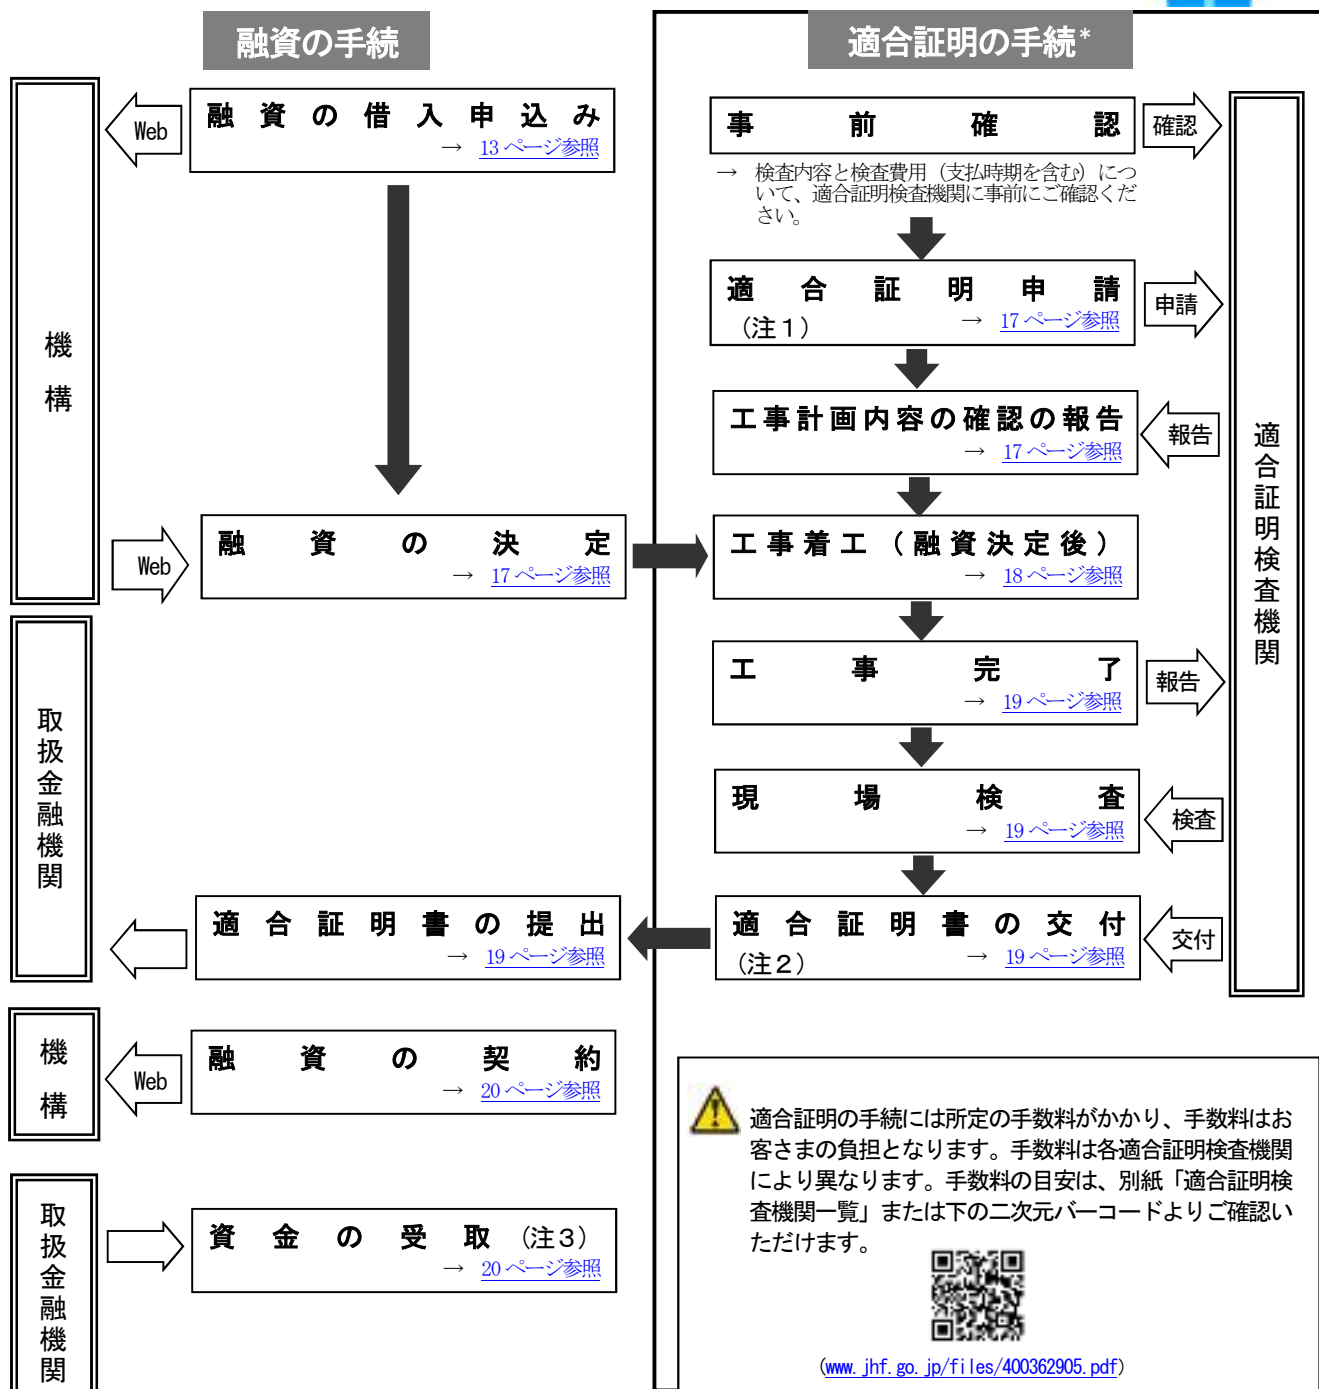 融資の手続
機構
Web
融資の借入申込み
→ 13ページ参照
Web
融資の決定
→ 17ページ参照
取扱金融機関
適合証明書の提出
→ 19ページ参照
機構
Web
融資の契約
→ 20ページ参照
取扱金融機関
資金の受取（注3）
→ 20ページ参照
適合証明の手続*
事前確認
確認
→ 検査内容と検査費用（支払時期を含む）につ
いて、適合証明検査機関に事前にご確認くだ
さい。
適合証明申請
（注１） → 17ページ参照
申請
工事計画内容の確認の報告
→ 17ページ参照
報告
工事着工（融資決定後）
→ 18ページ参照
工事完了
→ 19ページ参照
報告
現場検査
→ 19ページ参照
検査
適合証明書の交付
（注２） → 19ページ参照
交付
適合証明検査機関
適合証明の手続には所定の手数料がかかり、手数料はお
客さまの負担となります。手数料は各適合証明検査機関
により異なります。手数料の目安は、別紙「適合証明検
査機関一覧」または下の二次元バーコードよりご確認い
ただけます。
(www.jhf.go.jp/files/400362905.pdf)